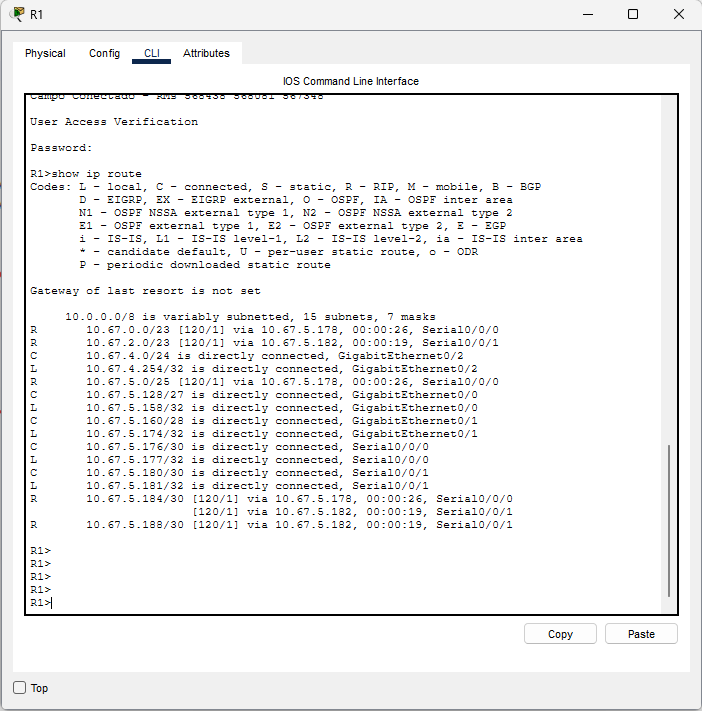 R1
Physical Config CLI Attributes
IOS Command Line Interface
Campo Conectado - RMs 568438 568081 567348
User Access Verification
Password:
R1>show ip route
Codes: L - local, C - connected, S - static, R - RIP, M - mobile, B - BGP
D - EIGRP, EX - EIGRP external, O - OSPF, IA - OSPF inter area
N1 - OSPF NSSA external type 1, N2 - OSPF NSSA external type 2
E1 - OSPF external type 1, E2 - OSPF external type 2, E - EGP
i - IS-IS, L1 - IS-IS level-1, L2 - IS-IS level-2, ia - IS-IS inter area
* - candidate default, U - per-user static route, o - ODR
P - periodic downloaded static route
Gateway of last resort is not set
10.0.0.0/8 is variably subnetted, 15 subnets, 7 masks
R 10.67.0.0/23 [120/1] via 10.67.5.178, 00:00:26, Serial0/0/0
R 10.67.2.0/23 [120/1] via 10.67.5.182, 00:00:19, Serial0/0/1
C 10.67.4.0/24 is directly connected, GigabitEthernet0/2
L 10.67.4.254/32 is directly connected, GigabitEthernet0/2
R 10.67.5.0/25 [120/1] via 10.67.5.178, 00:00:26, Serial0/0/0
C 10.67.5.128/27 is directly connected, GigabitEthernet0/0
L 10.67.5.158/32 is directly connected, GigabitEthernet0/0
C 10.67.5.160/28 is directly connected, GigabitEthernet0/1
L 10.67.5.174/32 is directly connected, GigabitEthernet0/1
C 10.67.5.176/30 is directly connected, Serial0/0/0
L 10.67.5.177/32 is directly connected, Serial0/0/0
C 10.67.5.180/30 is directly connected, Serial0/0/1
L 10.67.5.181/32 is directly connected, Serial0/0/1
R 10.67.5.184/30 [120/1] via 10.67.5.178, 00:00:26, Serial0/0/0
[120/1] via 10.67.5.182, 00:00:19, Serial0/0/1
R 10.67.5.188/30 [120/1] via 10.67.5.182, 00:00:19, Serial0/0/1
R1>
R1>
R1>
R1>
R1>
Copy Paste
Top